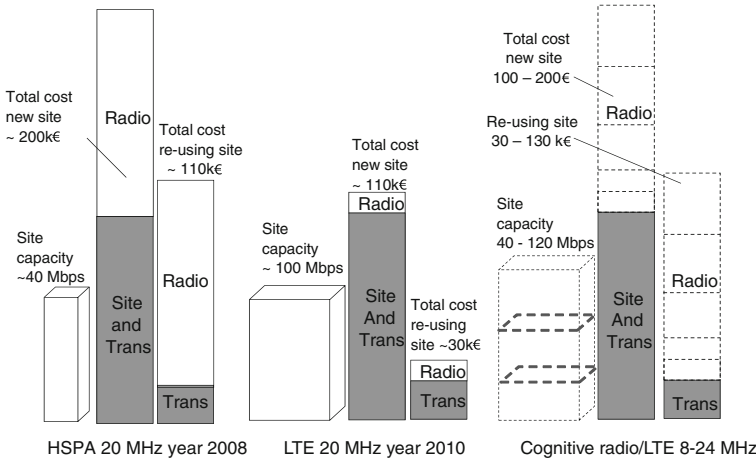 Total cost
new site
~ 200k€
Radio
Total cost
re-using site
~ 110k€
Site
capacity
~40 Mbps
Site
and
Trans
Radio
Trans
HSPA 20 MHz year 2008
Total cost
new site
~ 110k€
Radio
Site
capacity
~ 100 Mbps
Site
And
Trans
Total cost
re-using
site ~30k€
Radio
Trans
LTE 20 MHz year 2010
Total cost
new site
100 – 200€
Radio
Re-using site
30 – 130 k€
Site
capacity
40 - 120 Mbps
Site
And
Trans
Radio
Trans
Cognitive radio/LTE 8-24 MHz